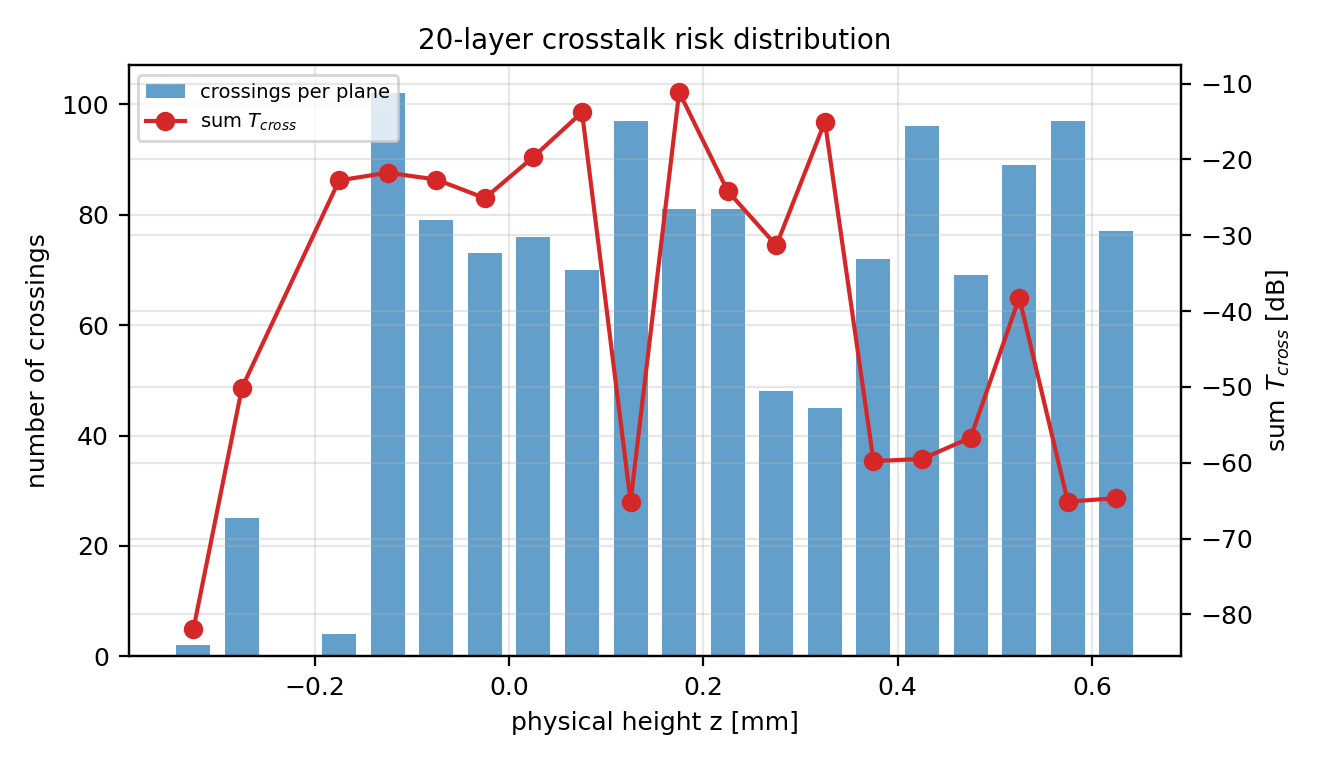 20-layer crosstalk risk distribution
crossings per plane
sum T_cross
number of crossings
100
80
60
40
20
0
−10
−20
−30
−40
−50
−60
−70
−80
sum T_cross [dB]
−0.2 0.0 0.2 0.4 0.6
physical height z [mm]